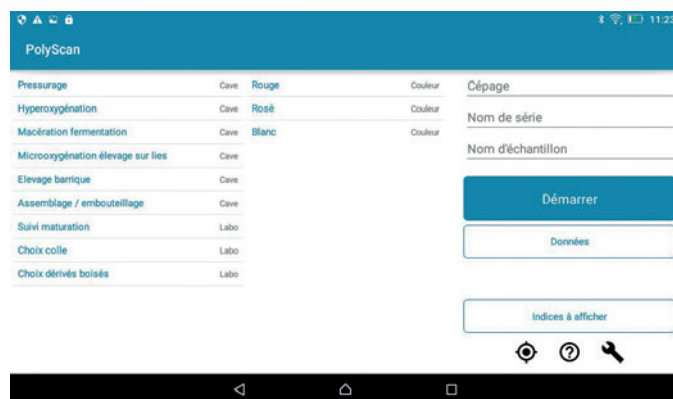 11:23
PolyScan
Pressurage Cave
Hyperoxygénation Cave
Macération fermentation Cave
Microoxygénation élevage sur lies Cave
Elevage barrique Cave
Assemblage / embouteillage Cave
Suivi maturation Labo
Choix colle Labo
Choix dérivés boisés Labo
Rouge Couleur
Rosé Couleur
Blanc Couleur
Cépage
Nom de série
Nom d'échantillon
Démarrer
Données
Indices à afficher